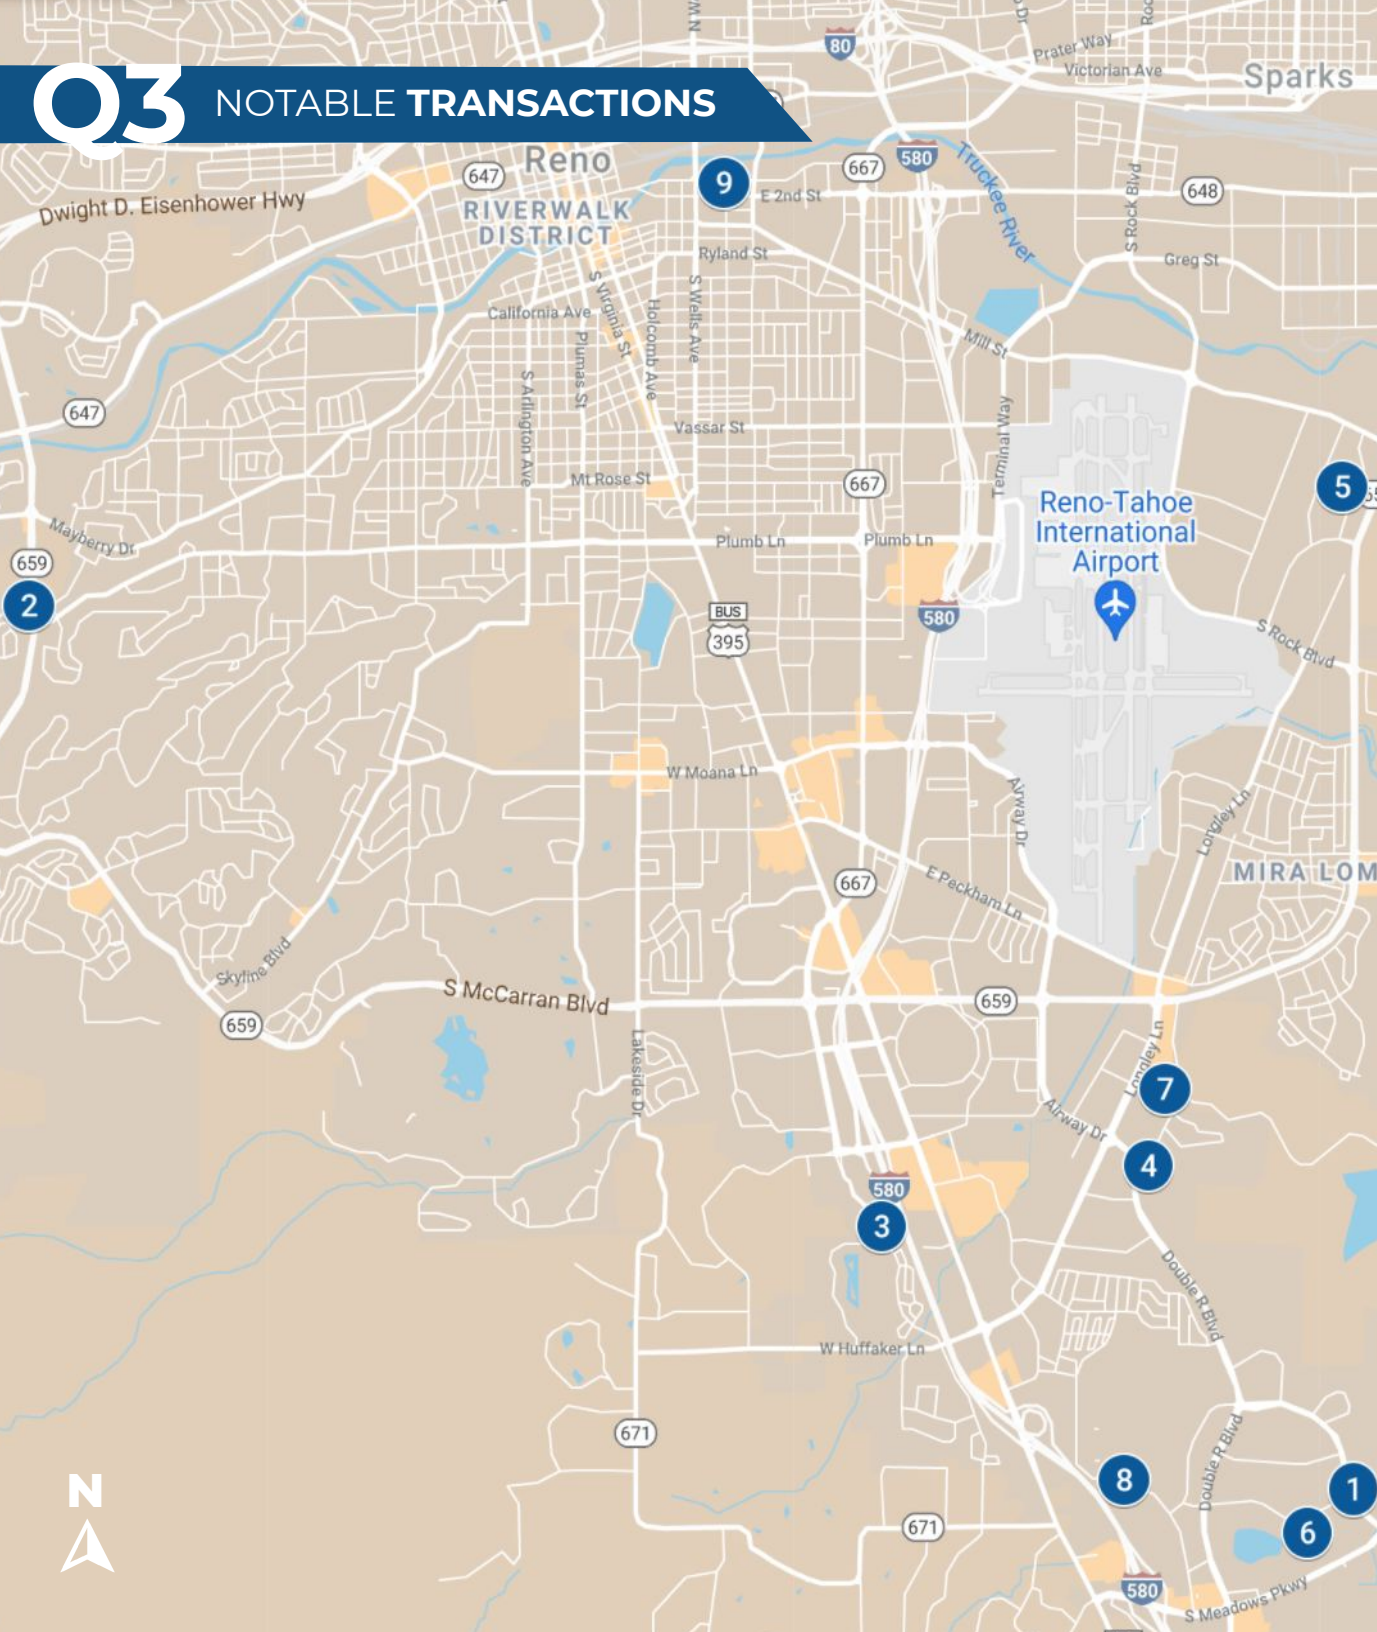 80
Prater Way
Victorian Ave
Sparks
Q3 NOTABLE TRANSACTIONS
Reno
647
RIVERWALK
DISTRICT
9
E 2nd St
667
580
Truckee River
S Rock Blvd
648
Dwight D. Eisenhower Hwy
Ryland St
Greg St
California Ave
S Virginia St
Holcomb Ave
S Wells Ave
Plumas St
S Arlington Ave
Mill St
Terminal Way
647
Vassar St
Mt Rose St
667
5
Reno-Tahoe
International
Airport
Mayberry Dr
659
2
Plumb Ln
Plumb Ln
BUS
395
580
S Rock Blvd
W Moana Ln
Airway Dr
Longley Ln
MIRA LOM
667
E Peckham Ln
Skyline Blvd
S McCarran Blvd
659
659
Lakeside Dr
Longley Ln
7
Airway Dr
4
580
3
Double R Blvd
W Huffaker Ln
671
Double R Blvd
N
8
1
6
671
580
S Meadows Pkwy